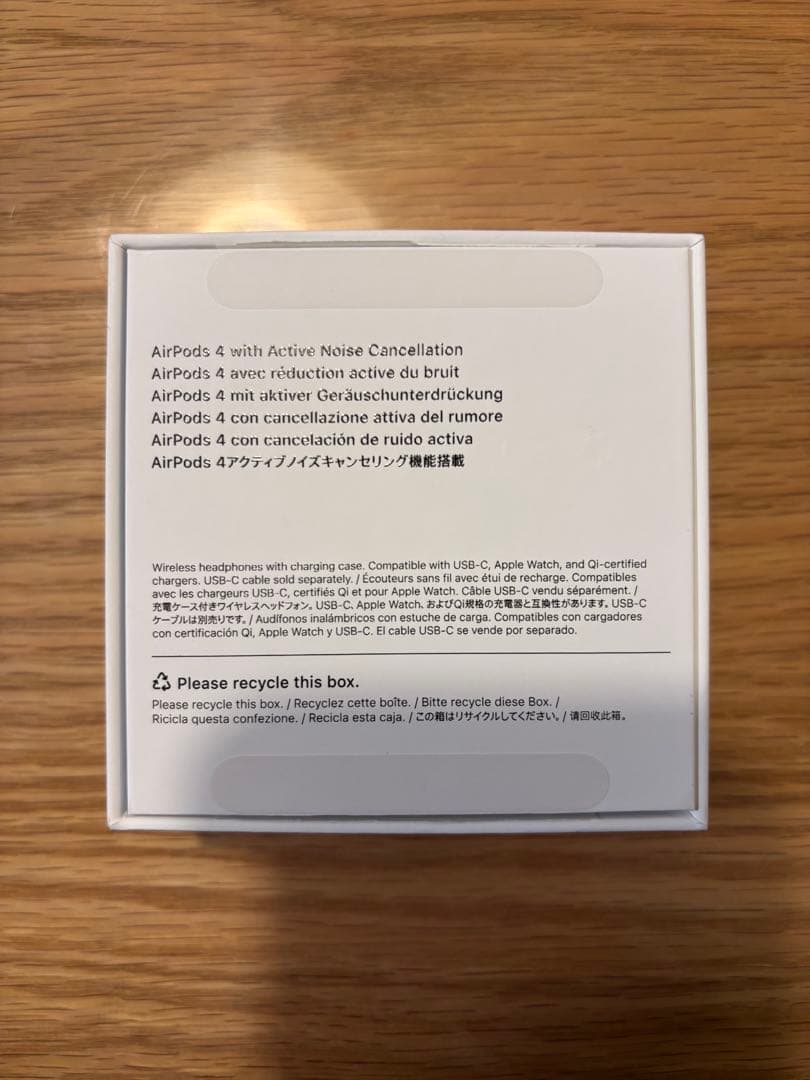 AirPods 4 with Active Noise Cancellation
AirPods 4 avec réduction active du bruit
AirPods 4 mit aktiver Geräuschunterdrückung
AirPods 4 con cancellazione attiva del rumore
AirPods 4 con cancelación de ruido activa
AirPods 4アクティブノイズキャンセリング機能搭載
Wireless headphones with charging case. Compatible with USB-C, Apple Watch, and Qi-certified
chargers. USB-C cable sold separately. / Écouteurs sans fil avec étui de recharge. Compatibles
avec les chargeurs USB-C, certifiés Qi et pour Apple Watch. Câble USB-C vendu séparément. /
充電ケース付きワイヤレスヘッドフォン。USB-C、Apple Watch、およびQi規格の充電器と互換性があります。USB-C
ケーブルは別売りです。/ Audífonos inalámbricos con estuche de carga. Compatibles con cargadores
con certificación Qi, Apple Watch y USB-C. El cable USB-C se vende por separado.
Please recycle this box.
Please recycle this box. / Recyclez cette boîte. / Bitte recycle diese Box. /
Ricicla questa confezione. / Recicla esta caja. / この箱はリサイクルしてください。/ 请回收此箱。